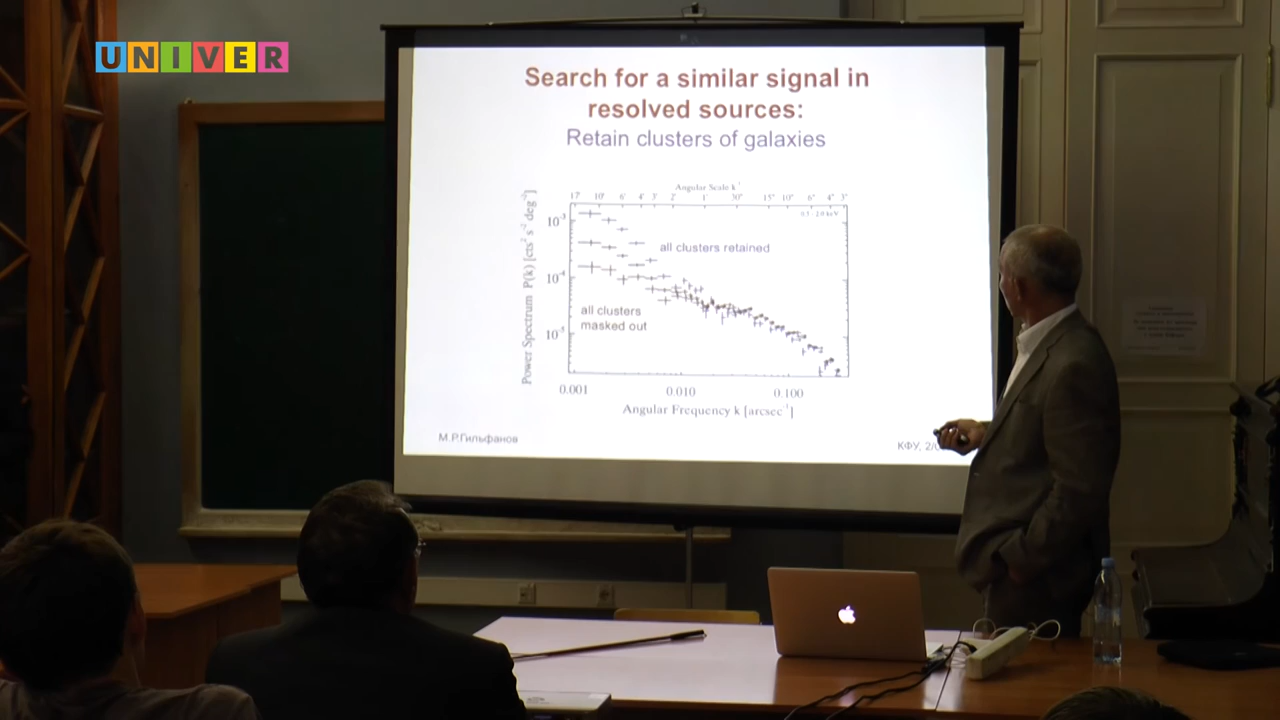 UNIVER
Search for a similar signal in
resolved sources:
Retain clusters of galaxies
Angular Scale k⁻¹
17' 10' 6' 4' 3' 2' 1' 30" 15" 10" 6" 4" 3"
0.5 - 2.0 keV
Power Spectrum P(k) [cts² s⁻² deg⁻²]
10⁻³
all clusters retained
10⁻⁴
all clusters
masked out
10⁻⁵
0.001 0.010 0.100
Angular Frequency k [arcsec⁻¹]
М.Р.Гильфанов
КФУ, 2/